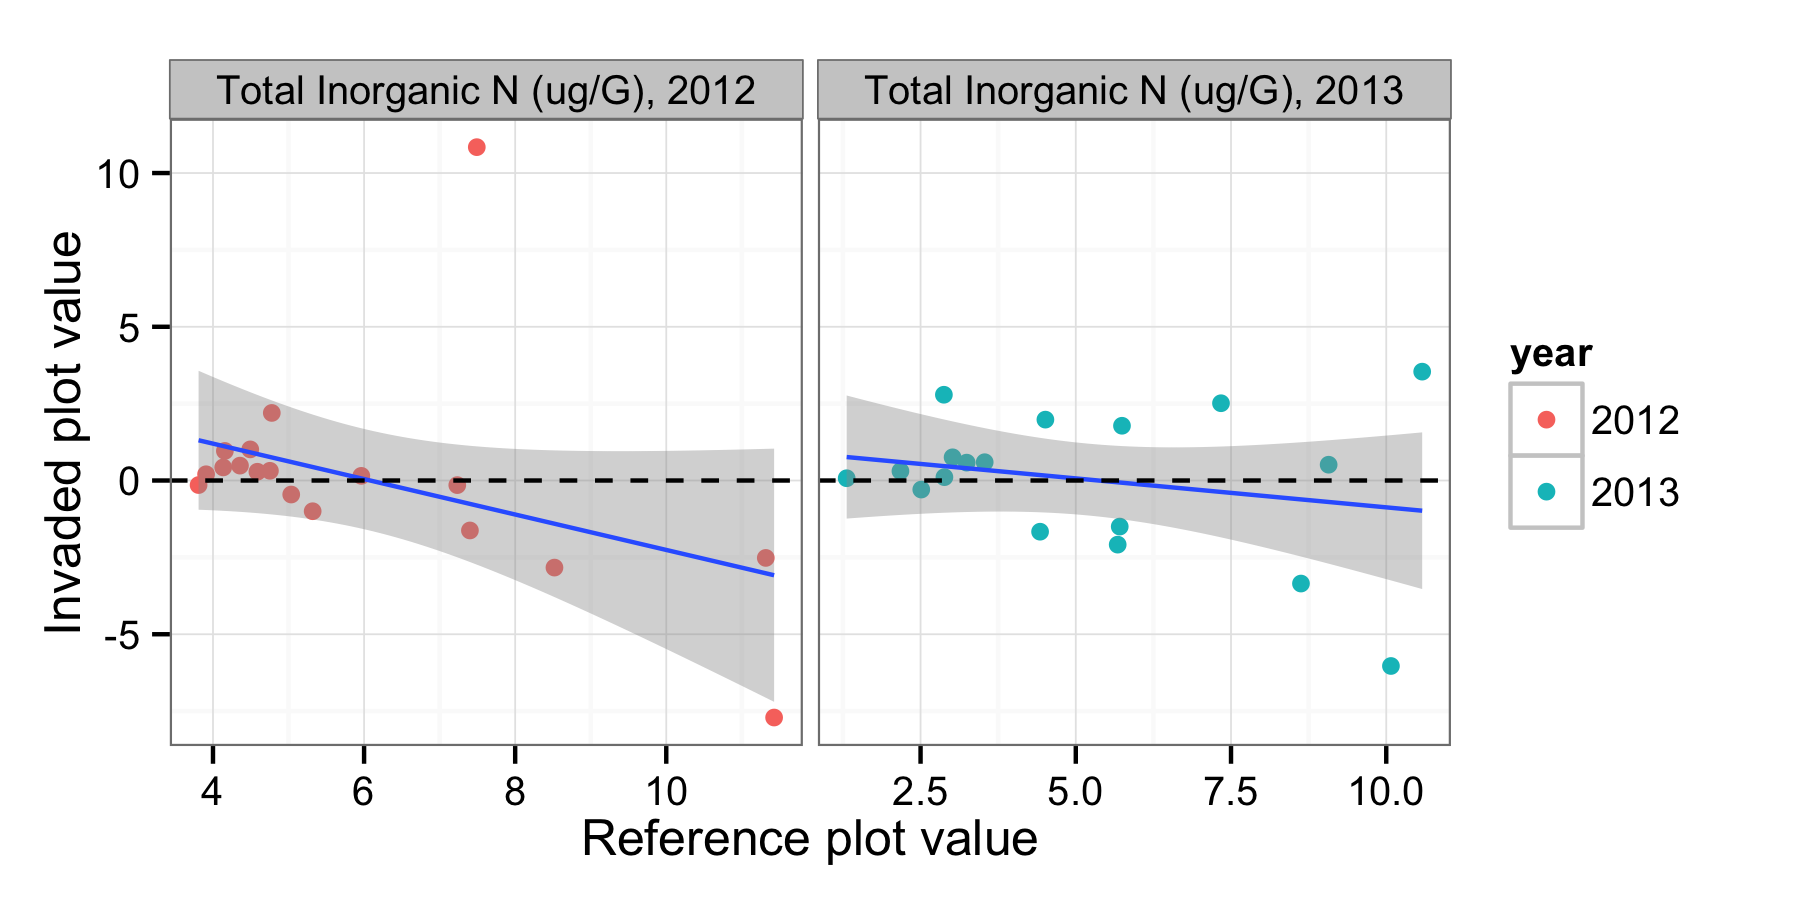 Total Inorganic N (ug/G), 2012
Total Inorganic N (ug/G), 2013
10
5
0
-5
Invaded plot value
4 6 8 10
2.5 5.0 7.5 10.0
Reference plot value
year
2012
2013